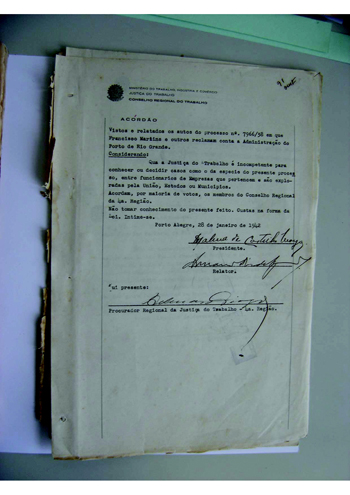 MINISTÉRIO DO TRABALHO INDÚSTRIA E COMÉRCIO
JUSTIÇA DO TRABALHO
CONSELHO REGIONAL DO TRABALHO
ACORDÃO
Vistos e relatados os autos do processo nº. 7966/38 em que
Francisco Martins e outros reclamam contra a Administração do
Porto do Rio Grande.
Considerando:
Que a Justiça do Trabalho é incompetente para
conhecer ou decidir casos como o da especie do presente proces
so, entre funcionarios de Empresas que pertencem e são explo-
radas pela União, Estados ou Municipios.
Acordam, por maioria de votos, os membros do Conselho Regional
da 4a. Região.
Não tomar conhecimento do presente feito. Custas na forma da
lei. Intime-se.
Porto Alegre, 28 de janeiro de 1942
Presidente.
Relator.
ui presente:
Procurador Regional da Justiça do Trabalho 4a. Região.